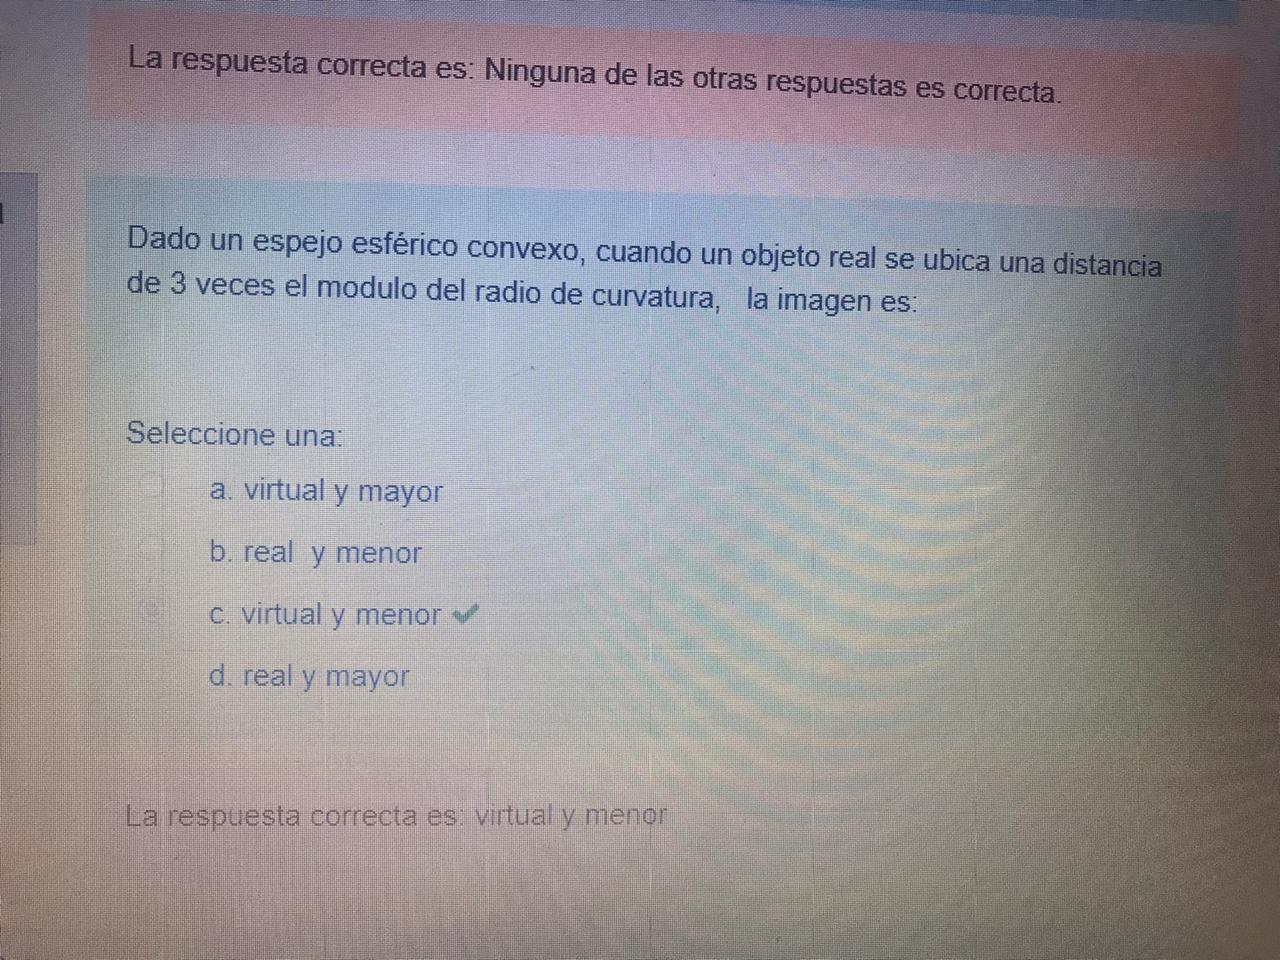 La respuesta correcta es: Ninguna de las otras respuestas es correcta.
Dado un espejo esférico convexo, cuando un objeto real se ubica una distancia
de 3 veces el modulo del radio de curvatura, la imagen es:
Seleccione una:
a. virtual y mayor
b. real y menor
c. virtual y menor
d. real y mayor
La respuesta correcta es: virtual y menor